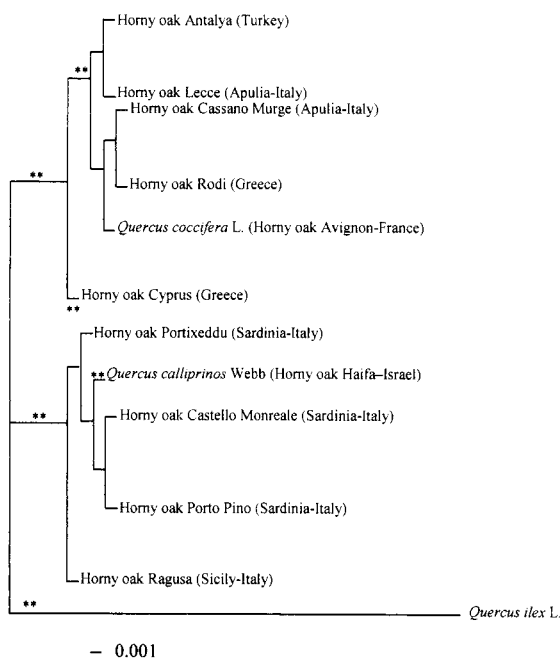 Horny oak Antalya (Turkey)
**
Horny oak Lecce (Apulia-Italy)
Horny oak Cassano Murge (Apulia-Italy)
**
Horny oak Rodi (Greece)
Quercus coccifera L. (Horny oak Avignon-France)
Horny oak Cyprus (Greece)
**
Horny oak Portixeddu (Sardinia-Italy)
**Quercus calliprinos Webb (Horny oak Haifa–Israel)
**
Horny oak Castello Monreale (Sardinia-Italy)
Horny oak Porto Pino (Sardinia-Italy)
Horny oak Ragusa (Sicily-Italy)
**
Quercus ilex L.
– 0.001